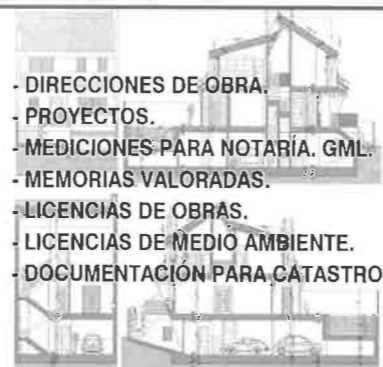 - DIRECCIONES DE OBRA.
- PROYECTOS.
- MEDICIONES PARA NOTARÍA. GML.
- MEMORIAS VALORADAS.
- LICENCIAS DE OBRAS.
- LICENCIAS DE MEDIO AMBIENTE.
- DOCUMENTACIÓN PARA CATASTRO